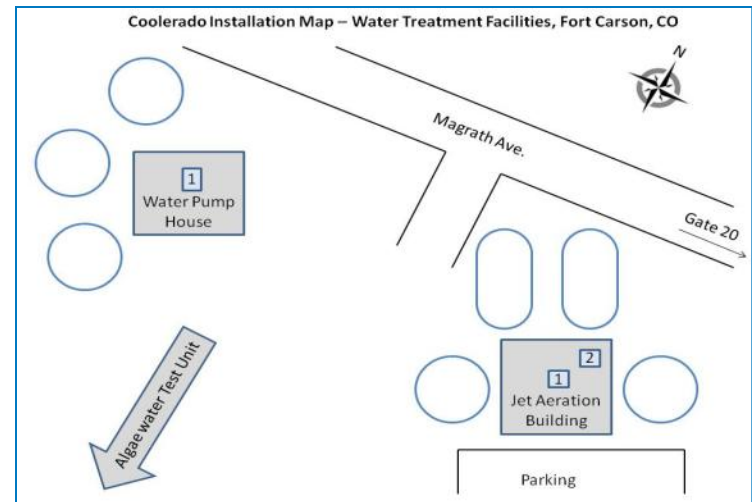 Coolerado Installation Map – Water Treatment Facilities, Fort Carson, CO
N
Magrath Ave.
1
Water Pump
House
Gate 20
Algae water Test Unit
2
1
Jet Aeration
Building
Parking